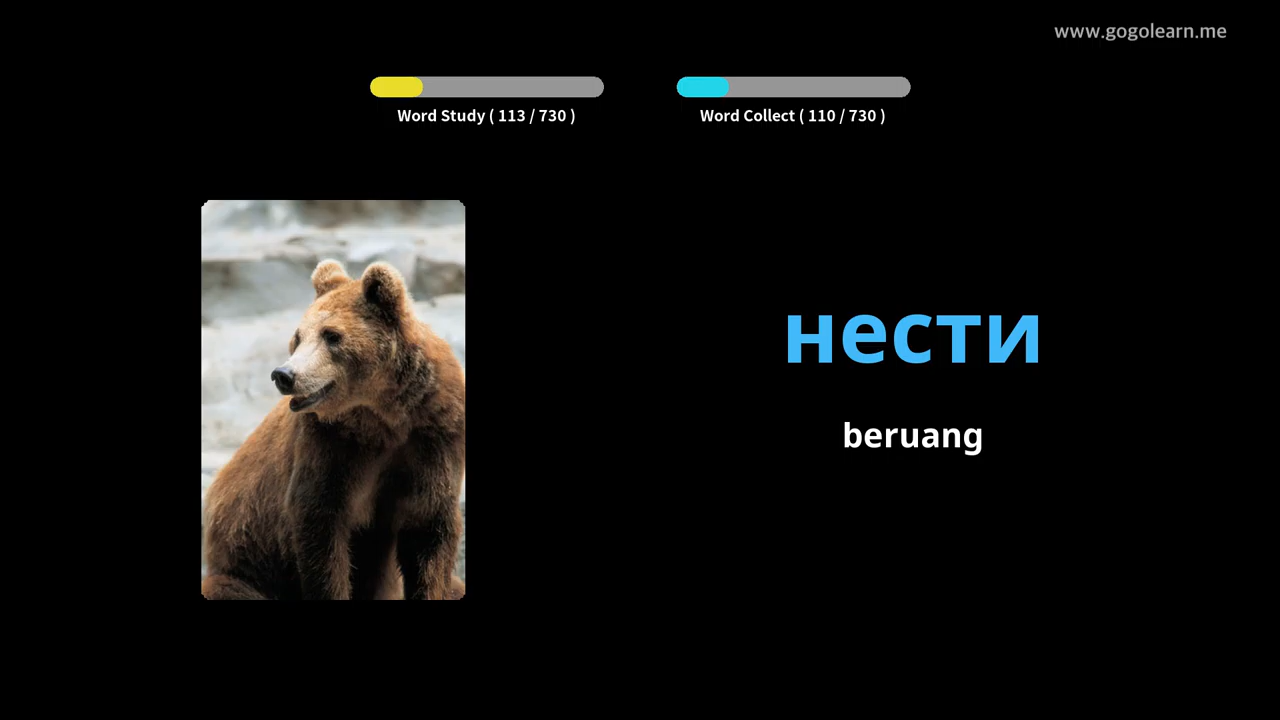 www.gogolearn.me
Word Study ( 113 / 730 )
Word Collect ( 110 / 730 )
нести
beruang